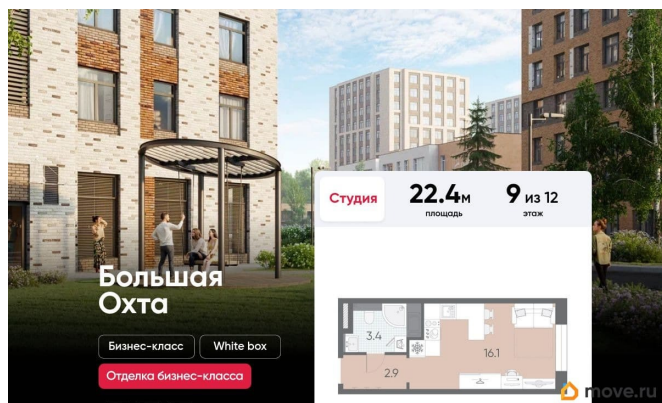 Студия
22.4м
площадь
9 из 12
этаж
Большая
Охта
Бизнес-класс
White box
Отделка бизнес-класса
3.4
16.1
2.9
move.ru